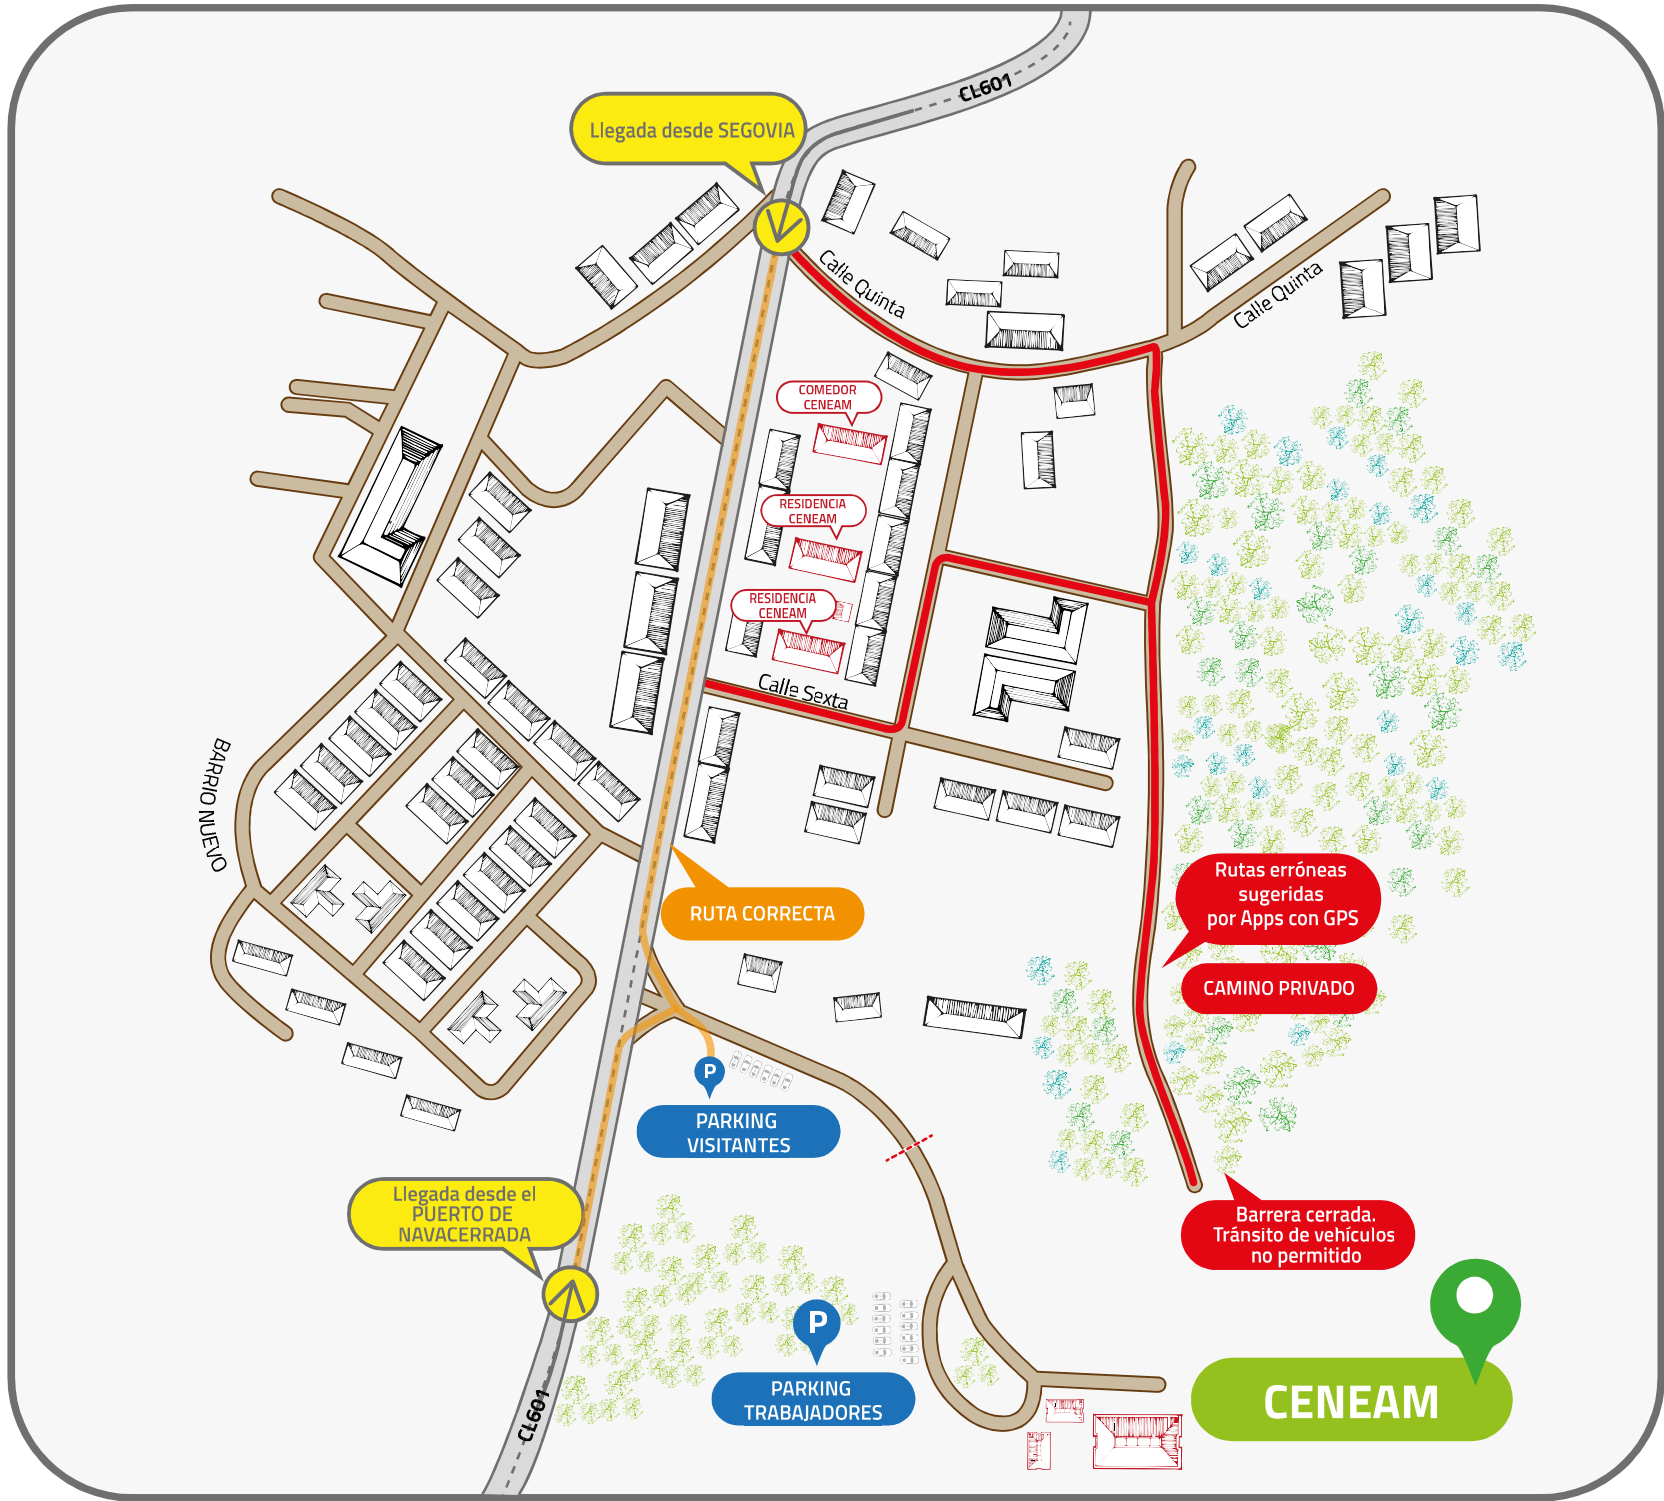 CL601
Llegada desde SEGOVIA
Calle Quinta
Calle Quinta
COMEDOR
CENEAM
RESIDENCIA
CENEAM
RESIDENCIA
CENEAM
Calle Sexta
BARRIO NUEVO
RUTA CORRECTA
Rutas erróneas
sugeridas
por Apps con GPS
CAMINO PRIVADO
P
PARKING
VISITANTES
Llegada desde el
PUERTO DE
NAVACERRADA
Barrera cerrada.
Tránsito de vehículos
no permitido
P
PARKING
TRABAJADORES
CENEAM
CL601